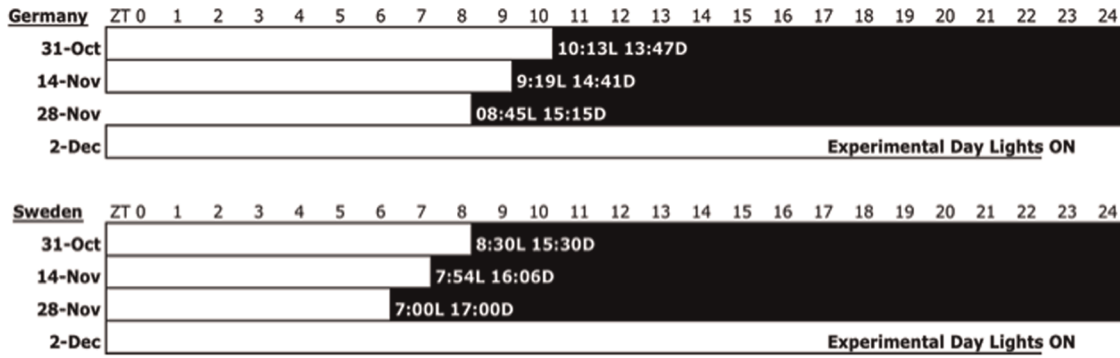 Germany ZT 0 1 2 3 4 5 6 7 8 9 10 11 12 13 14 15 16 17 18 19 20 21 22 23 24
31-Oct 10:13L 13:47D
14-Nov 9:19L 14:41D
28-Nov 08:45L 15:15D
2-Dec Experimental Day Lights ON
Sweden ZT 0 1 2 3 4 5 6 7 8 9 10 11 12 13 14 15 16 17 18 19 20 21 22 23 24
31-Oct 8:30L 15:30D
14-Nov 7:54L 16:06D
28-Nov 7:00L 17:00D
2-Dec Experimental Day Lights ON